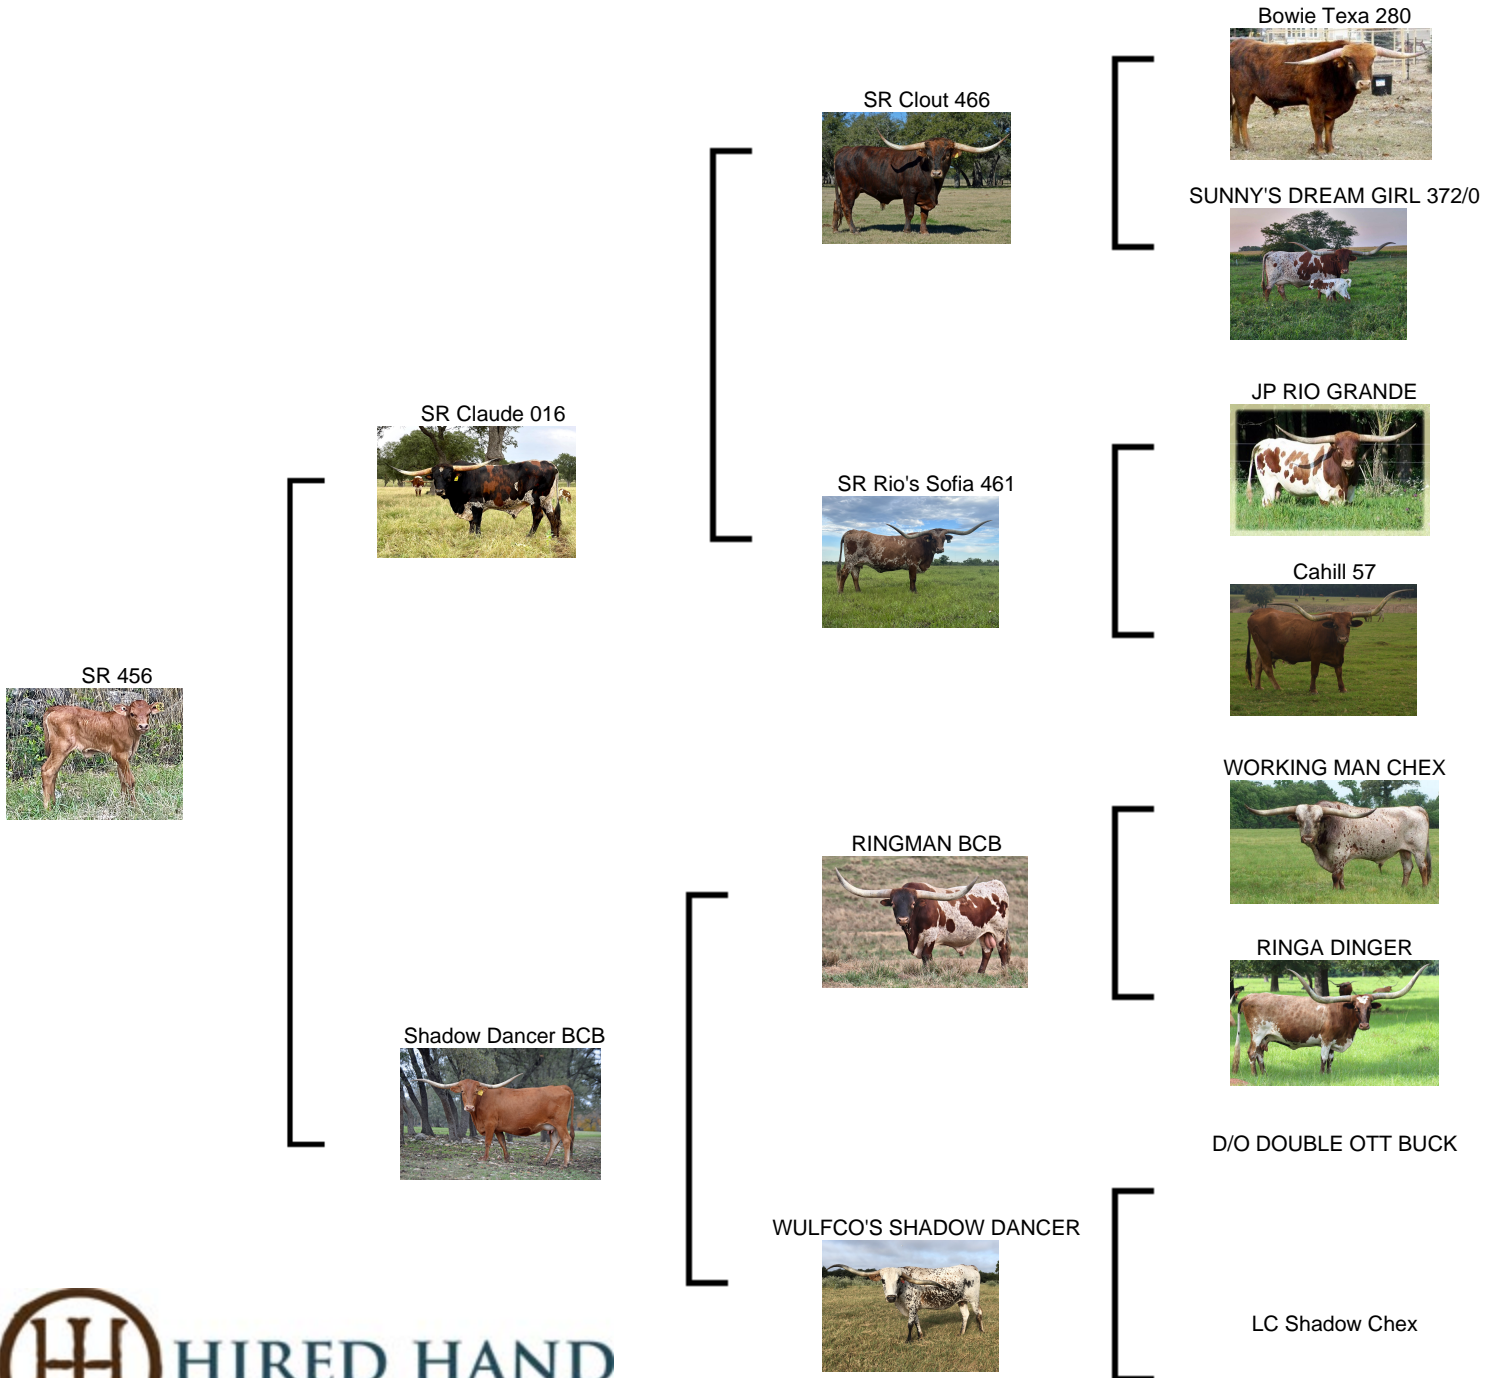 Bowie Texa 280
SR Clout 466
SUNNY'S DREAM GIRL 372/0
JP RIO GRANDE
SR Claude 016
SR Rio's Sofia 461
Cahill 57
SR 456
WORKING MAN CHEX
RINGMAN BCB
RINGA DINGER
Shadow Dancer BCB
D/O DOUBLE OTT BUCK
WULFCO'S SHADOW DANCER
LC Shadow Chex
HIRED HAND